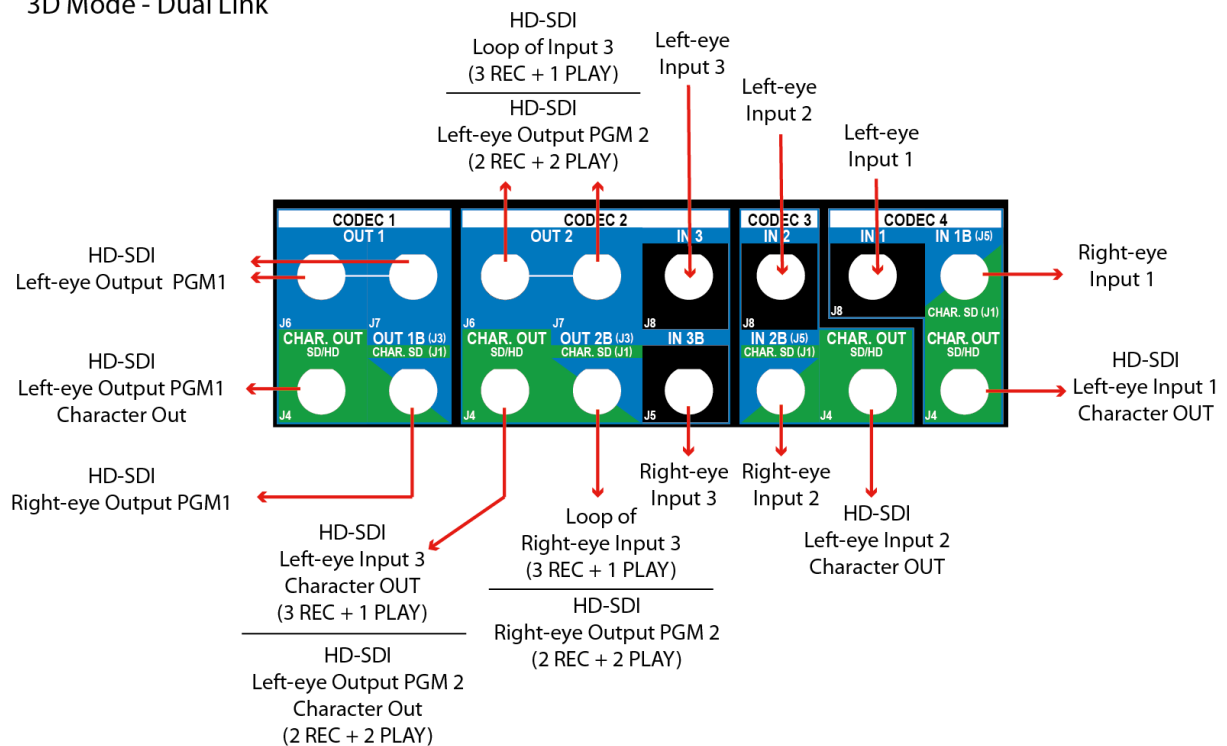 3D Mode - Dual Link
HD-SDI
Loop of Input 3
(3 REC + 1 PLAY)
HD-SDI
Left-eye Output PGM 2
(2 REC + 2 PLAY)
Left-eye
Input 3
Left-eye
Input 2
Left-eye
Input 1
CODEC 1
CODEC 2
CODEC 3
CODEC 4
OUT 1
OUT 2
IN 3
IN 2
IN 1
IN 1B (J5)
HD-SDI
Left-eye Output PGM1
Right-eye
Input 1
CHAR. SD (J1)
J6
J7
J6
J7
J8
J8
J8
CHAR. OUT
SD/HD
OUT 1B (J3)
CHAR. SD (J1)
CHAR. OUT
SD/HD
OUT 2B (J3)
CHAR. SD (J1)
IN 3B
IN 2B (J5)
CHAR. SD (J1)
CHAR. OUT
SD/HD
CHAR. OUT
SD/HD
J4
J4
J5
J4
J4
HD-SDI
Left-eye Output PGM1
Character Out
HD-SDI
Left-eye Input 1
Character OUT
HD-SDI
Right-eye Output PGM1
HD-SDI
Left-eye Input 3
Character OUT
(3 REC + 1 PLAY)
HD-SDI
Left-eye Output PGM 2
Character Out
(2 REC + 2 PLAY)
Loop of
Right-eye Input 3
(3 REC + 1 PLAY)
HD-SDI
Right-eye Output PGM 2
(2 REC + 2 PLAY)
Right-eye
Input 3
Right-eye
Input 2
HD-SDI
Left-eye Input 2
Character OUT